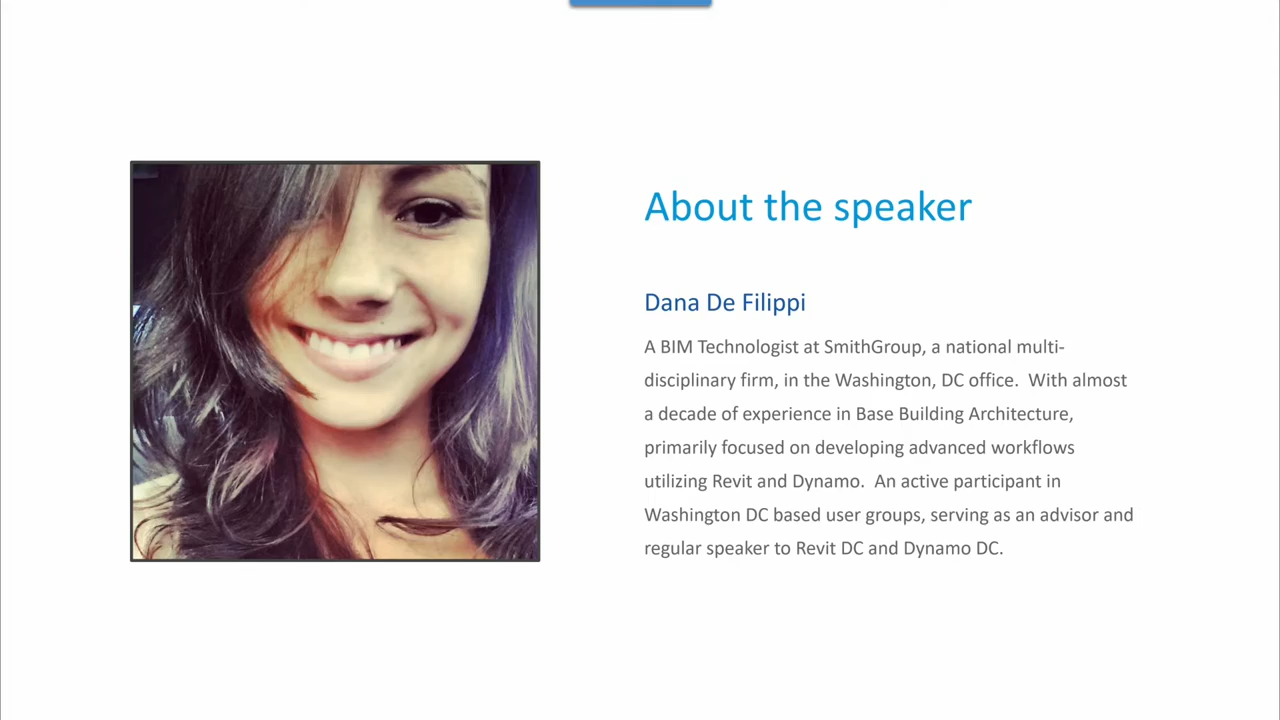 About the speaker
Dana De Filippi
A BIM Technologist at SmithGroup, a national multi-
disciplinary firm, in the Washington, DC office.  With almost
a decade of experience in Base Building Architecture,
primarily focused on developing advanced workflows
utilizing Revit and Dynamo.  An active participant in
Washington DC based user groups, serving as an advisor and
regular speaker to Revit DC and Dynamo DC.